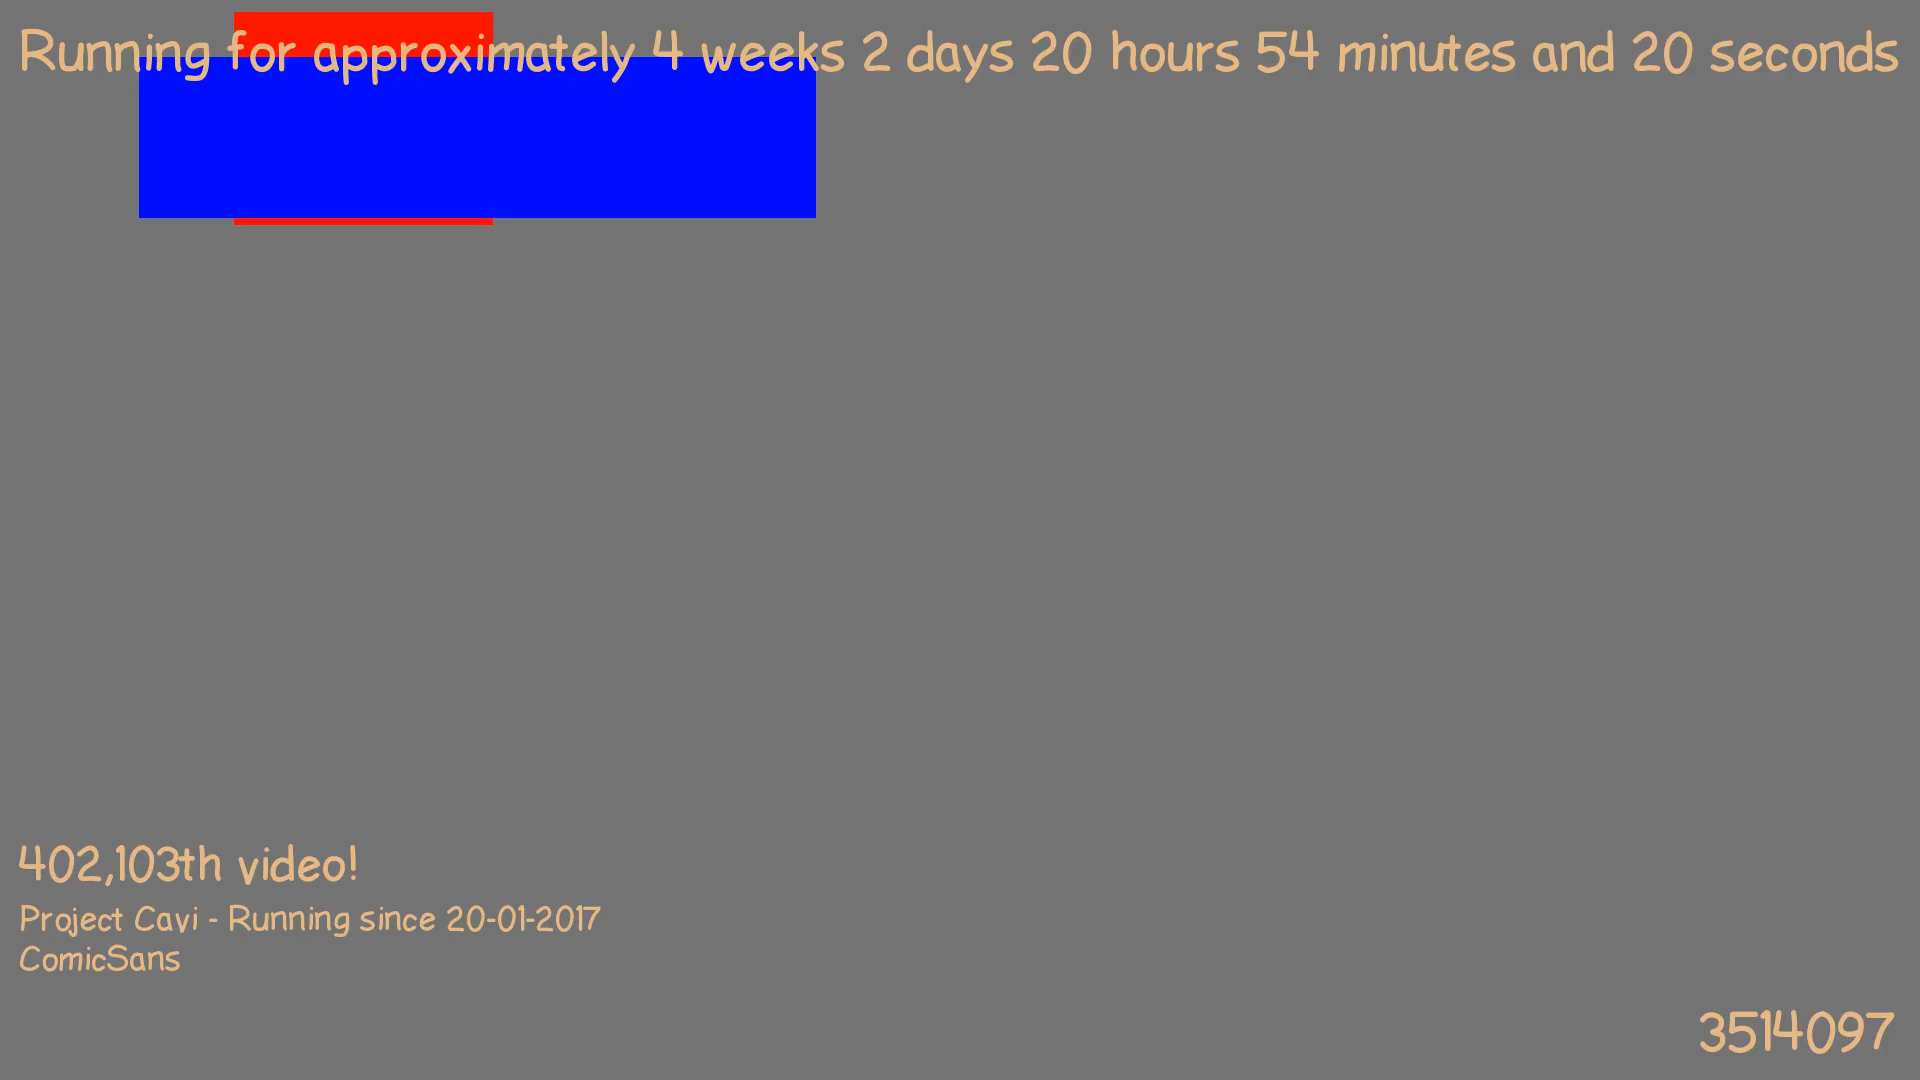 Running for approximately 4 weeks 2 days 20 hours 54 minutes and 20 seconds
402,103th video!
Project Cavi - Running since 20-01-2017
ComicSans
3514097